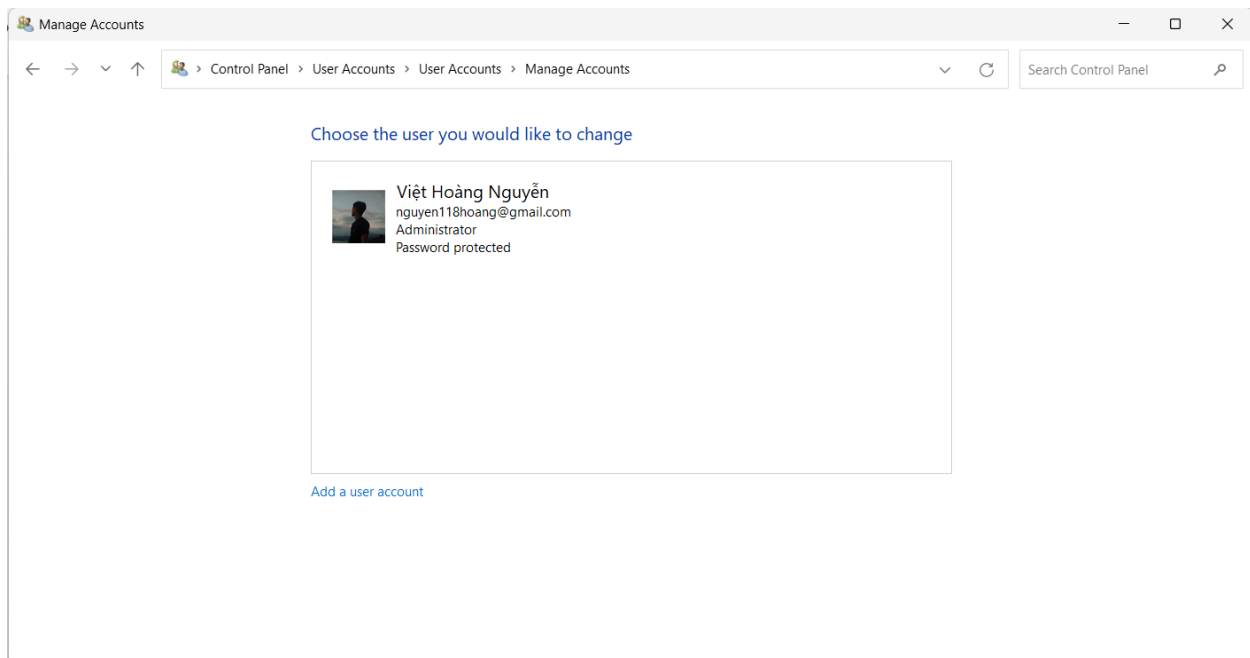 Manage Accounts
Control Panel > User Accounts > User Accounts > Manage Accounts
Search Control Panel
Choose the user you would like to change
Việt Hoàng Nguyễn
nguyen118hoang@gmail.com
Administrator
Password protected
Add a user account